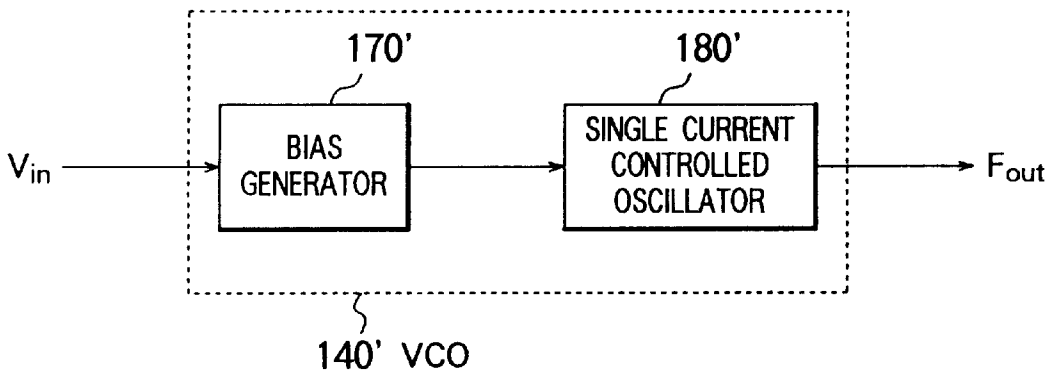 170'
180'
BIAS
GENERATOR
SINGLE CURRENT
CONTROLLED
OSCILLATOR
Vin
Fout
140' VCO